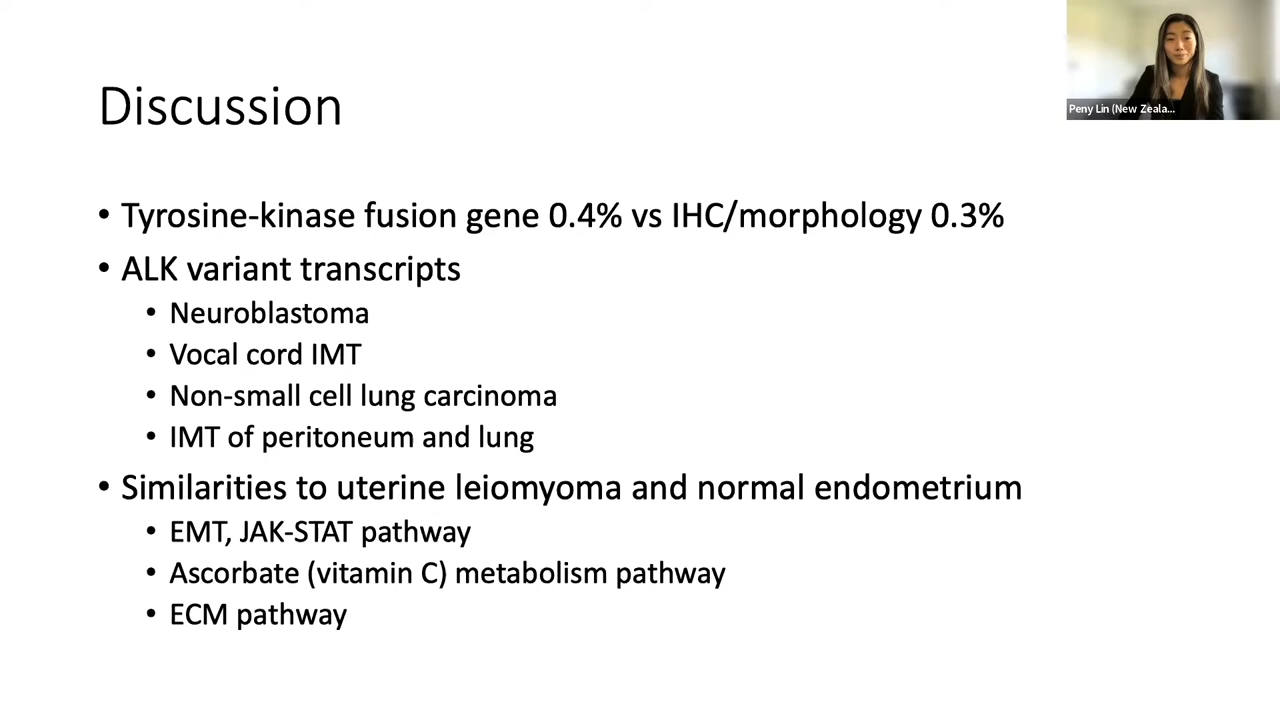 Peny Lin (New Zeala...
Discussion
• Tyrosine-kinase fusion gene 0.4% vs IHC/morphology 0.3%
• ALK variant transcripts
• Neuroblastoma
• Vocal cord IMT
• Non-small cell lung carcinoma
• IMT of peritoneum and lung
• Similarities to uterine leiomyoma and normal endometrium
• EMT, JAK-STAT pathway
• Ascorbate (vitamin C) metabolism pathway
• ECM pathway